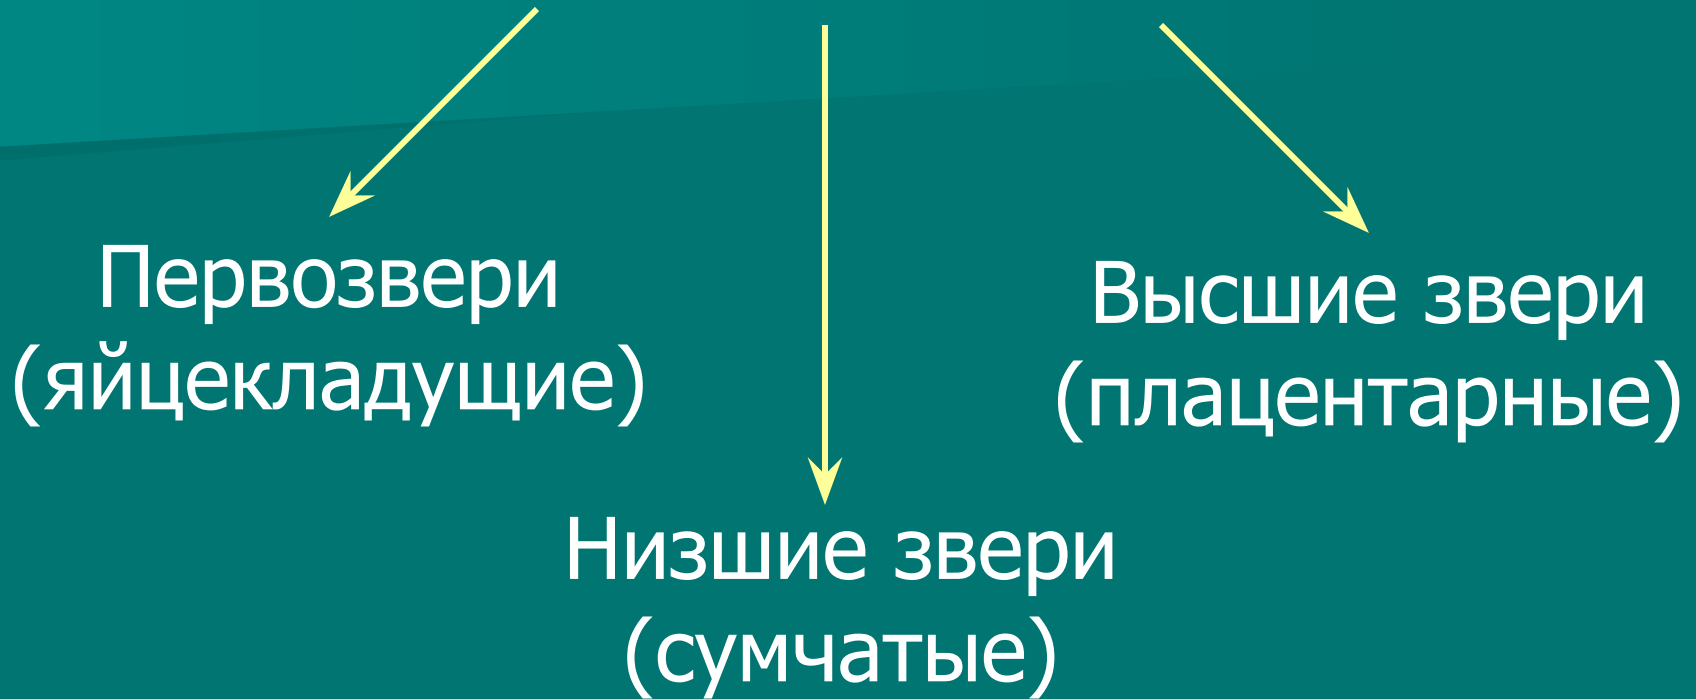 Первозвери
(яйцекладущие)
Высшие звери
(плацентарные)
Низшие звери
(сумчатые)